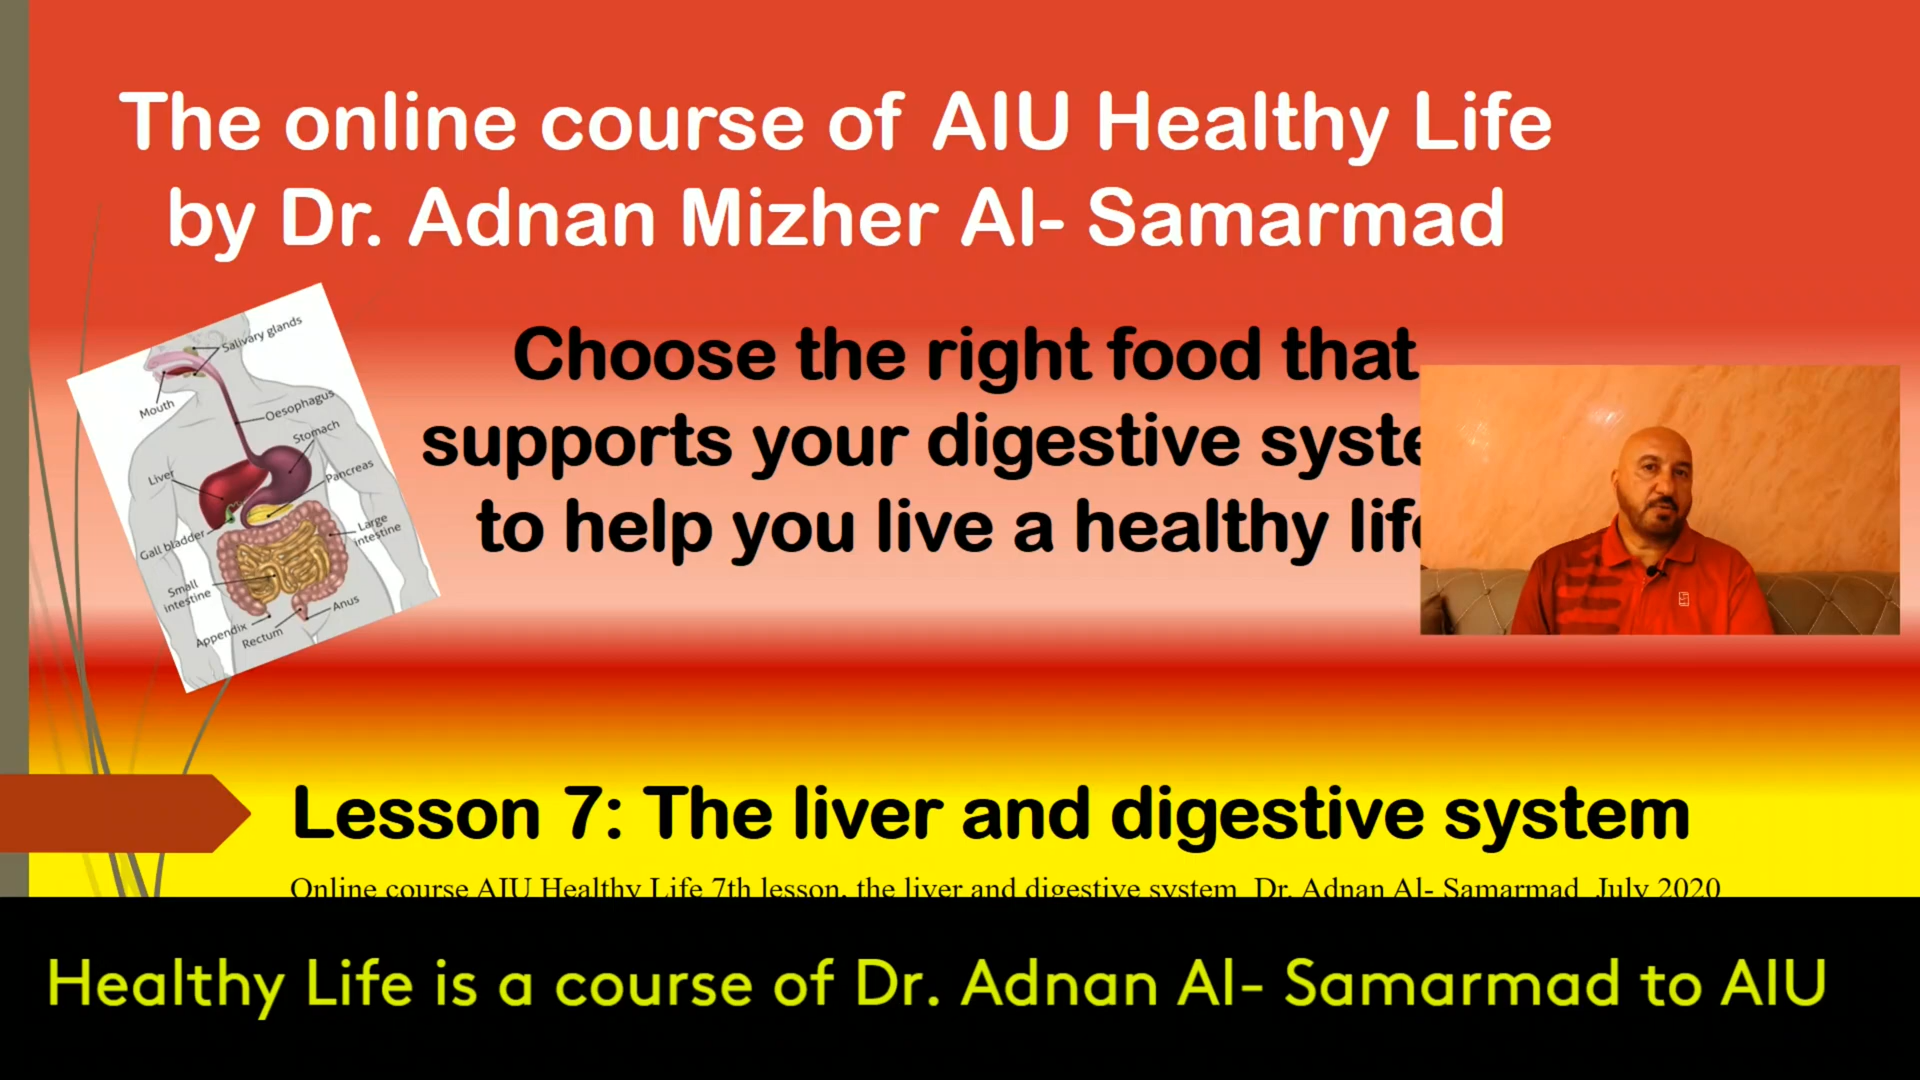 The online course of AIU Healthy Life
by Dr. Adnan Mizher Al- Samarmad
Choose the right food that
supports your digestive syste
to help you live a healthy life
Salivary glands
Mouth
Oesophagus
Stomach
Liver
Pancreas
Large
intestine
Gall bladder
Small
intestine
Anus
Appendix
Rectum
Lesson 7: The liver and digestive system
Online course AIU Healthy Life 7th lesson, the liver and digestive system Dr. Adnan Al- Samarmad July 2020
Healthy Life is a course of Dr. Adnan Al- Samarmad to AIU